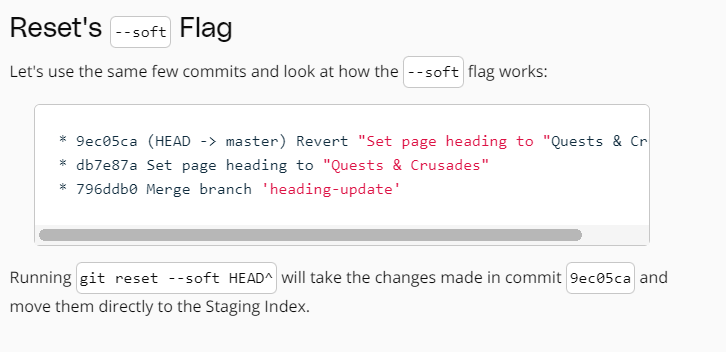 Reset's --soft Flag
Let's use the same few commits and look at how the --soft flag works:
* 9ec05ca (HEAD -> master) Revert "Set page heading to "Quests & Cr
* db7e87a Set page heading to "Quests & Crusades"
* 796ddb0 Merge branch 'heading-update'
Running git reset --soft HEAD^ will take the changes made in commit 9ec05ca and
move them directly to the Staging Index.